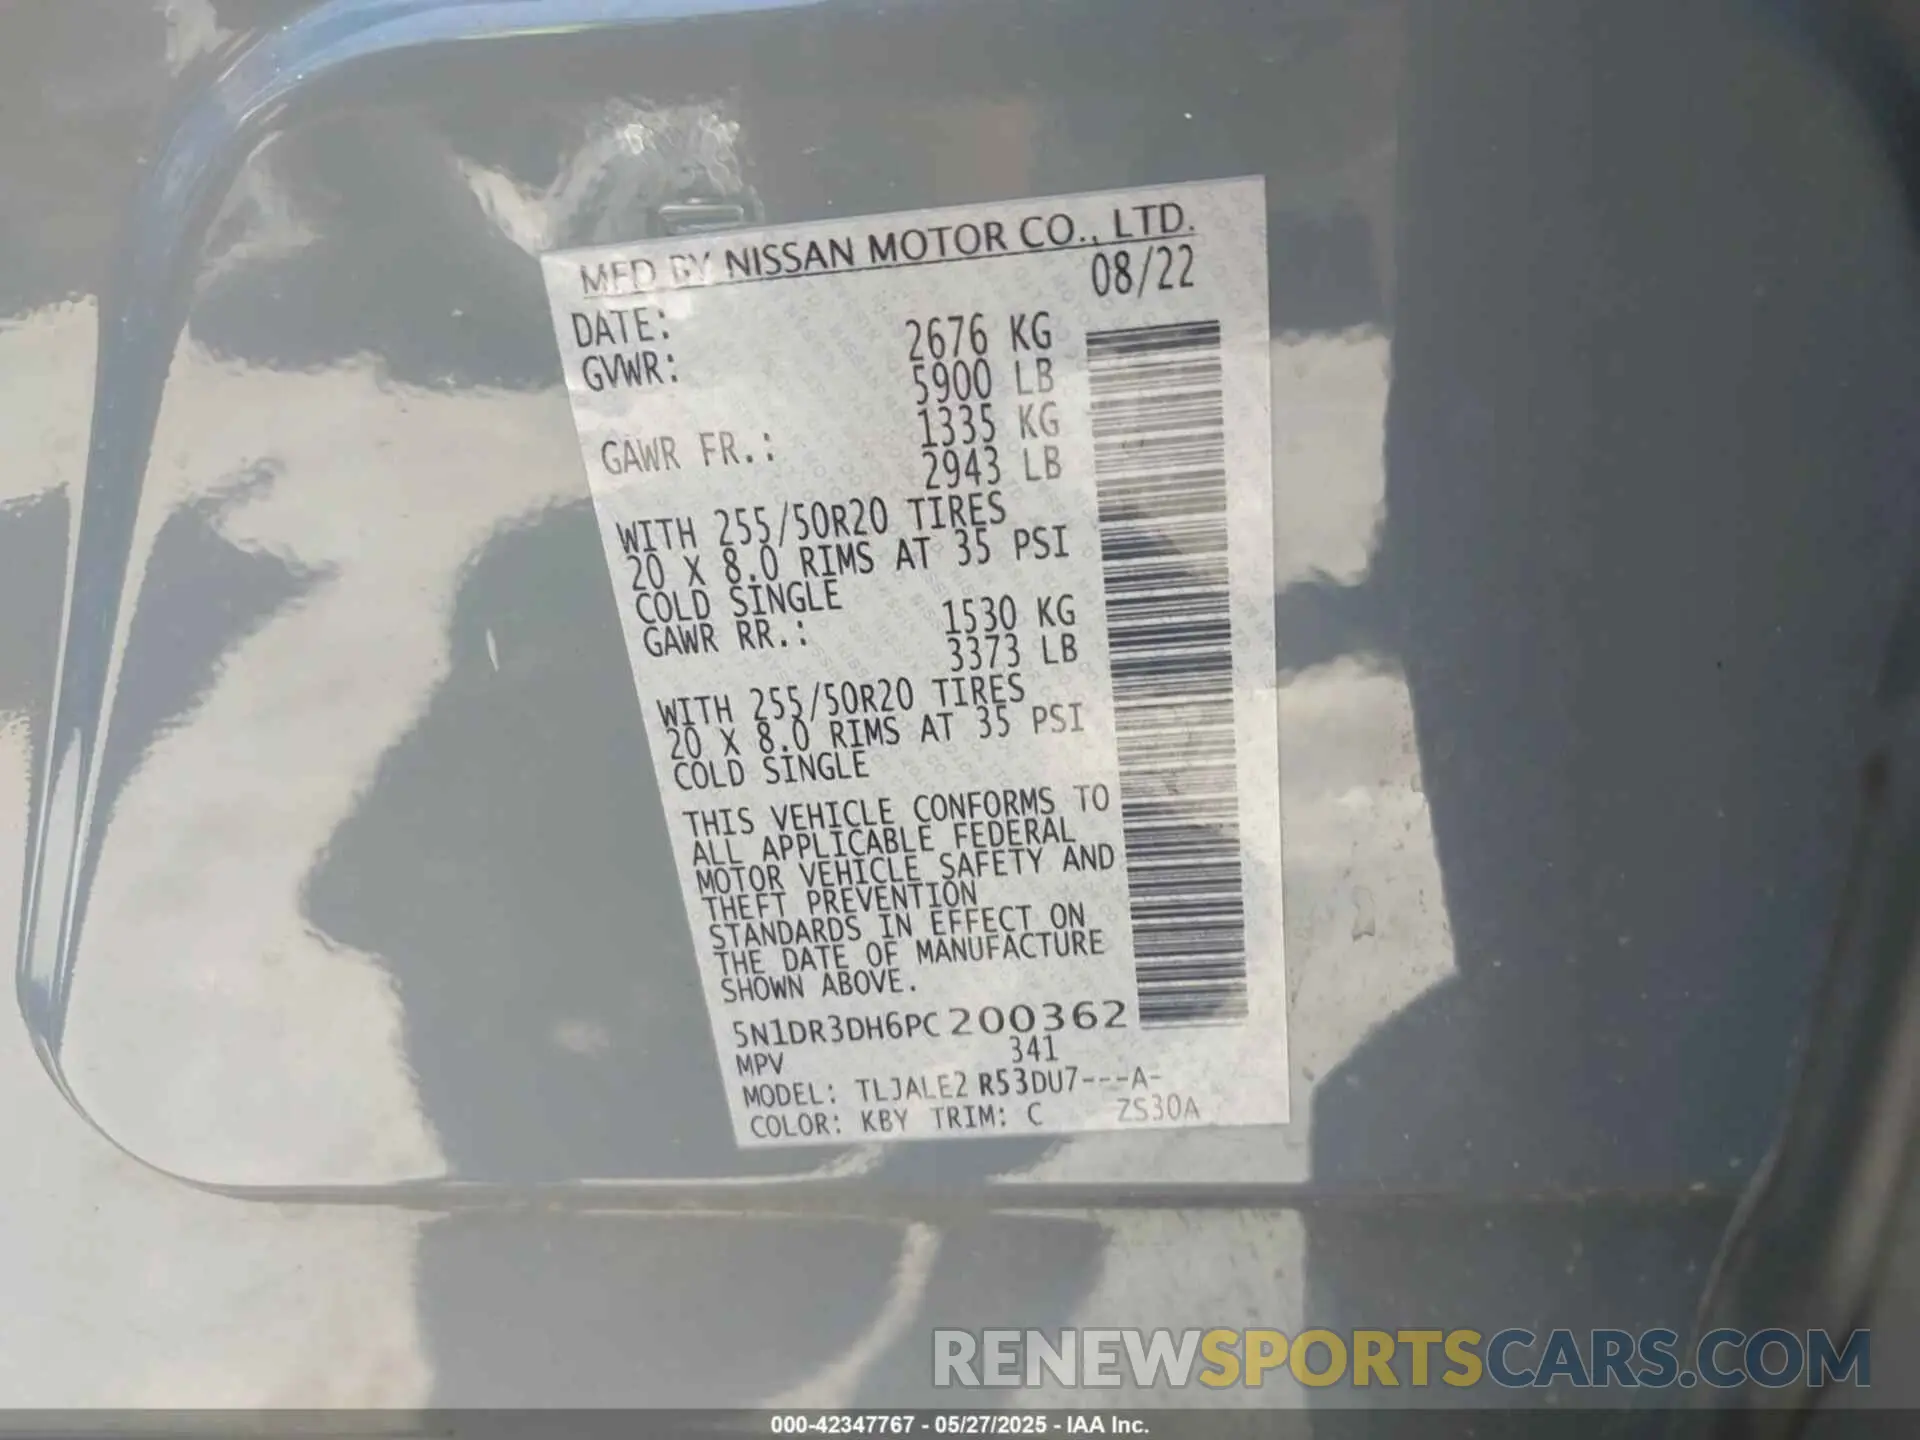 MFD BY NISSAN MOTOR CO., LTD.
DATE: 08/22
GVWR: 2676 KG
5900 LB
GAWR FR.: 1335 KG
2943 LB
WITH 255/50R20 TIRES
20 X 8.0 RIMS AT 35 PSI
COLD SINGLE
GAWR RR.: 1530 KG
3373 LB
WITH 255/50R20 TIRES
20 X 8.0 RIMS AT 35 PSI
COLD SINGLE
THIS VEHICLE CONFORMS TO
ALL APPLICABLE FEDERAL
MOTOR VEHICLE SAFETY AND
THEFT PREVENTION
STANDARDS IN EFFECT ON
THE DATE OF MANUFACTURE
SHOWN ABOVE.
5N1DR3DH6PC200362
MPV 341
MODEL: TLJALE2 R53DU7---A-
COLOR: KBY TRIM: C ZS30A
RENEWSPORTSCARS.COM
000-42347767 - 05/27/2025 - IAA Inc.